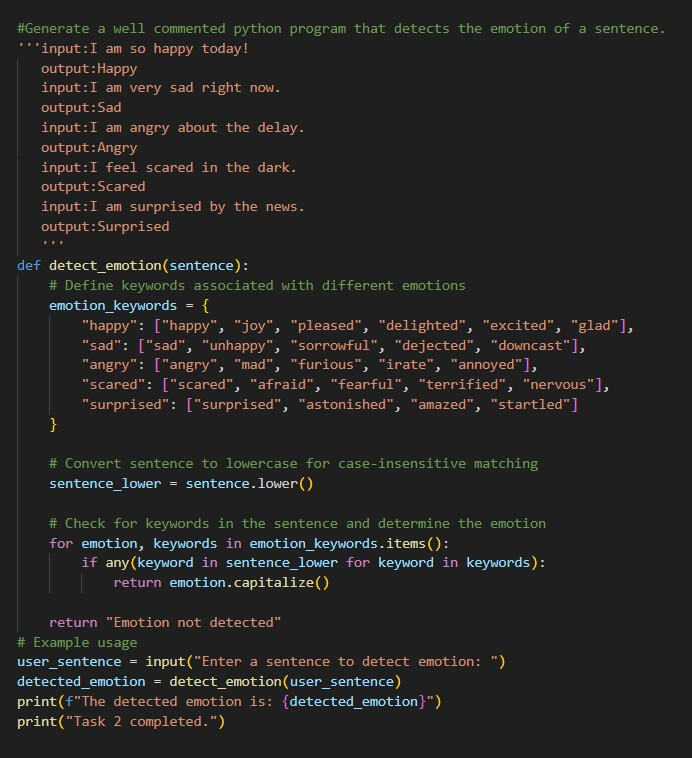 #Generate a well commented python program that detects the emotion of a sentence.
'''input:I am so happy today!
   output:Happy
   input:I am very sad right now.
   output:Sad
   input:I am angry about the delay.
   output:Angry
   input:I feel scared in the dark.
   output:Scared
   input:I am surprised by the news.
   output:Surprised
   '''
def detect_emotion(sentence):
    # Define keywords associated with different emotions
    emotion_keywords = {
        "happy": ["happy", "joy", "pleased", "delighted", "excited", "glad"],
        "sad": ["sad", "unhappy", "sorrowful", "dejected", "downcast"],
        "angry": ["angry", "mad", "furious", "irate", "annoyed"],
        "scared": ["scared", "afraid", "fearful", "terrified", "nervous"],
        "surprised": ["surprised", "astonished", "amazed", "startled"]
    }

    # Convert sentence to lowercase for case-insensitive matching
    sentence_lower = sentence.lower()

    # Check for keywords in the sentence and determine the emotion
    for emotion, keywords in emotion_keywords.items():
        if any(keyword in sentence_lower for keyword in keywords):
            return emotion.capitalize()

    return "Emotion not detected"
# Example usage
user_sentence = input("Enter a sentence to detect emotion: ")
detected_emotion = detect_emotion(user_sentence)
print(f"The detected emotion is: {detected_emotion}")
print("Task 2 completed.")